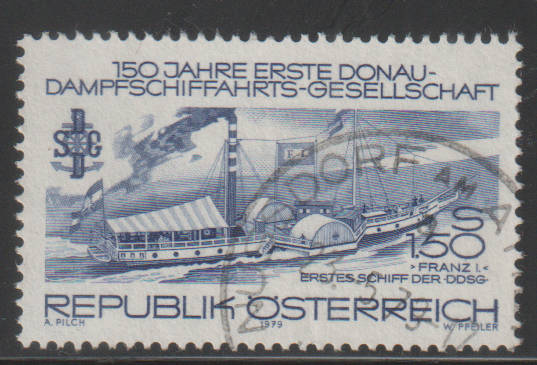 150 JAHRE ERSTE DONAU-
DAMPFSCHIFFAHRTS-GESELLSCHAFT
D
S G
D
S
1.50
>FRANZ I.<
ERSTES SCHIFF DER ·DDSG·
REPUBLIK ÖSTERREICH
A. PILCH 1979 W. PFEILER
DORF AM